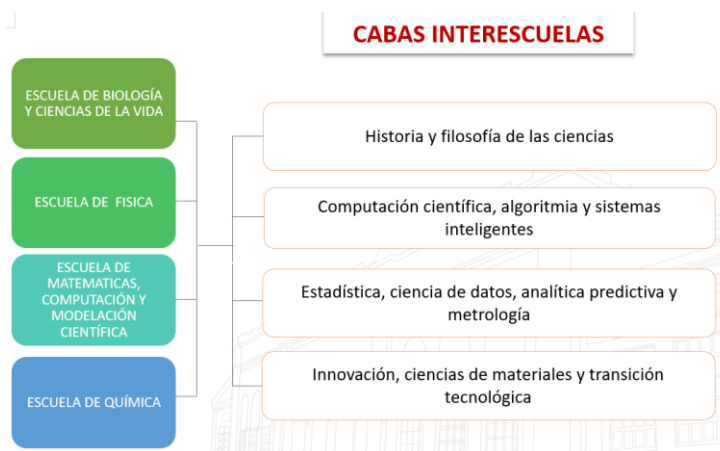 CABAS INTERESCUELAS
ESCUELA DE BIOLOGÍA
Y CIENCIAS DE LA VIDA
ESCUELA DE FISICA
ESCUELA DE
MATEMATICAS,
COMPUTACIÓN Y
MODELACIÓN
CIENTÍFICA
ESCUELA DE QUÍMICA
Historia y filosofía de las ciencias
Computación científica, algoritmia y sistemas
inteligentes
Estadística, ciencia de datos, analítica predictiva y
metrología
Innovación, ciencias de materiales y transición
tecnológica